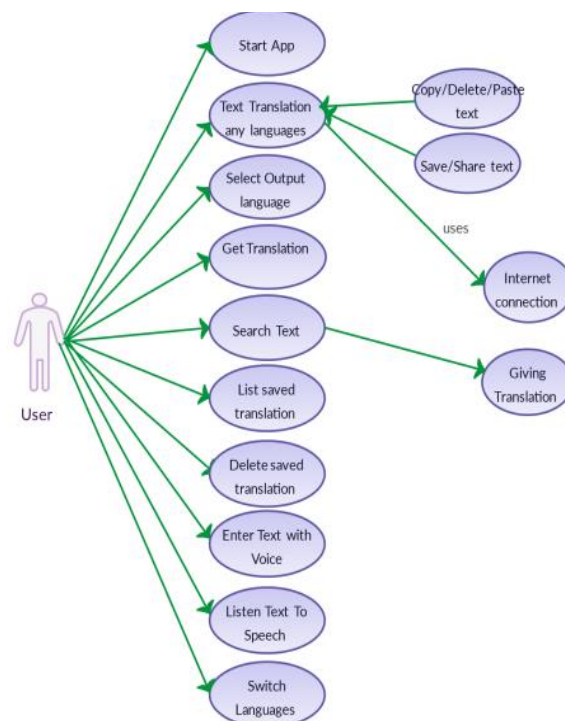 Start App
Text Translation
any languages
Copy/Delete/Paste
text
Save/Share text
Select Output
language
uses
Get Translation
Internet
connection
Search Text
Giving
Translation
User
List saved
translation
Delete saved
translation
Enter Text with
Voice
Listen Text To
Speech
Switch
Languages